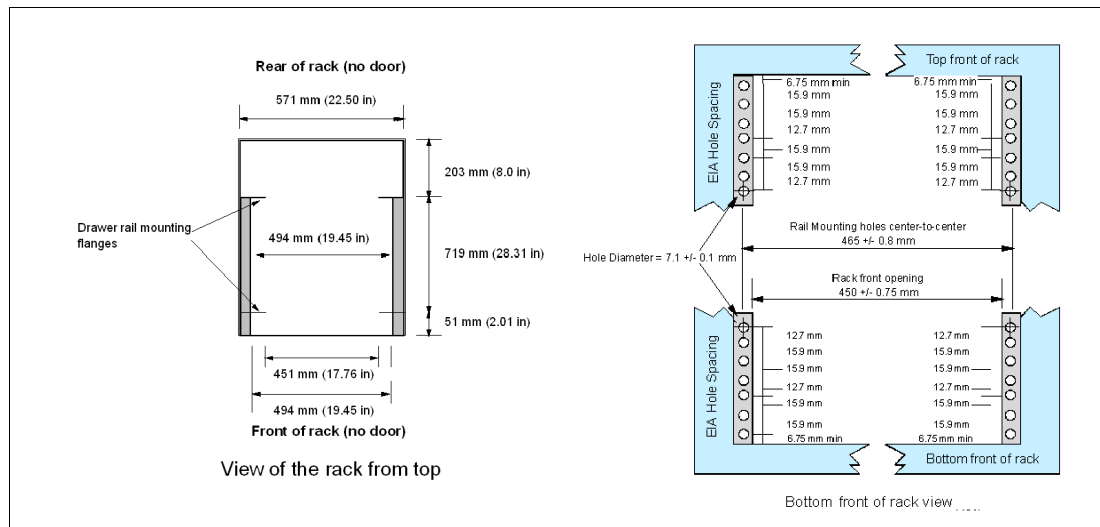 Rear of rack (no door)
571 mm (22.50 in)
203 mm (8.0 in)
Drawer rail mounting
flanges
494 mm (19.45 in)
719 mm (28.31 in)
51 mm (2.01 in)
451 mm (17.76 in)
494 mm (19.45 in)
Front of rack (no door)
View of the rack from top
Top front of rack
EIA Hole Spacing
6.75 mm min
15.9 mm
15.9 mm
12.7 mm
15.9 mm
15.9 mm
12.7 mm
6.75 mm min
15.9 mm
15.9 mm
12.7 mm
15.9 mm
15.9 mm
12.7 mm
Rail Mounting holes center-to-center
465 +/- 0.8 mm
Hole Diameter = 7.1 +/- 0.1 mm
Rack front opening
450 +/- 0.75 mm
EIA Hole Spacing
12.7 mm
15.9 mm
15.9 mm
12.7 mm
15.9 mm
15.9 mm
6.75 mm min
12.7 mm
15.9 mm
15.9 mm
12.7 mm
15.9 mm
15.9 mm
6.75 mm min
Bottom front of rack
Bottom front of rack view